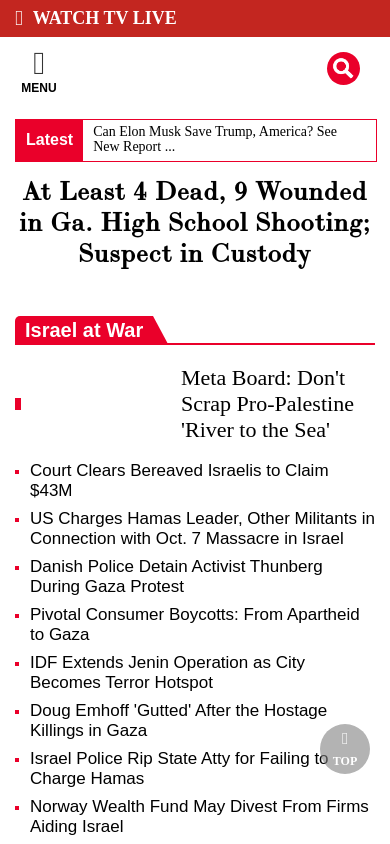 WATCH TV LIVE
MENU
Latest
Can Elon Musk Save Trump, America? See
New Report ...
At Least 4 Dead, 9 Wounded
in Ga. High School Shooting;
Suspect in Custody
Israel at War
Meta Board: Don't
Scrap Pro-Palestine
'River to the Sea'
Court Clears Bereaved Israelis to Claim
$43M
US Charges Hamas Leader, Other Militants in
Connection with Oct. 7 Massacre in Israel
Danish Police Detain Activist Thunberg
During Gaza Protest
Pivotal Consumer Boycotts: From Apartheid
to Gaza
IDF Extends Jenin Operation as City
Becomes Terror Hotspot
Doug Emhoff 'Gutted' After the Hostage
Killings in Gaza
Israel Police Rip State Atty for Failing to
Charge Hamas
TOP
Norway Wealth Fund May Divest From Firms
Aiding Israel